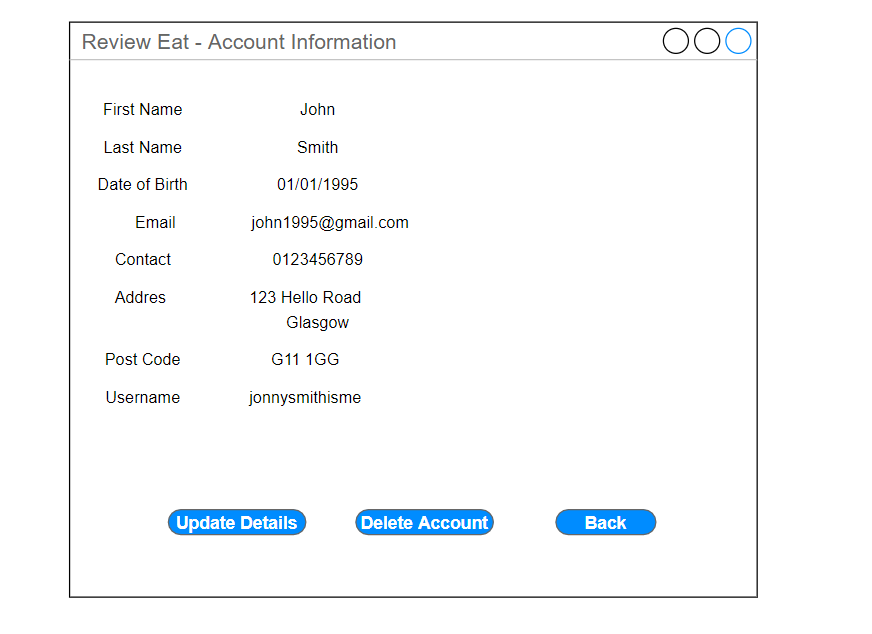 Review Eat - Account Information
First Name John
Last Name Smith
Date of Birth 01/01/1995
Email john1995@gmail.com
Contact 0123456789
Addres 123 Hello Road
Glasgow
Post Code G11 1GG
Username jonnysmithisme
Update Details Delete Account Back